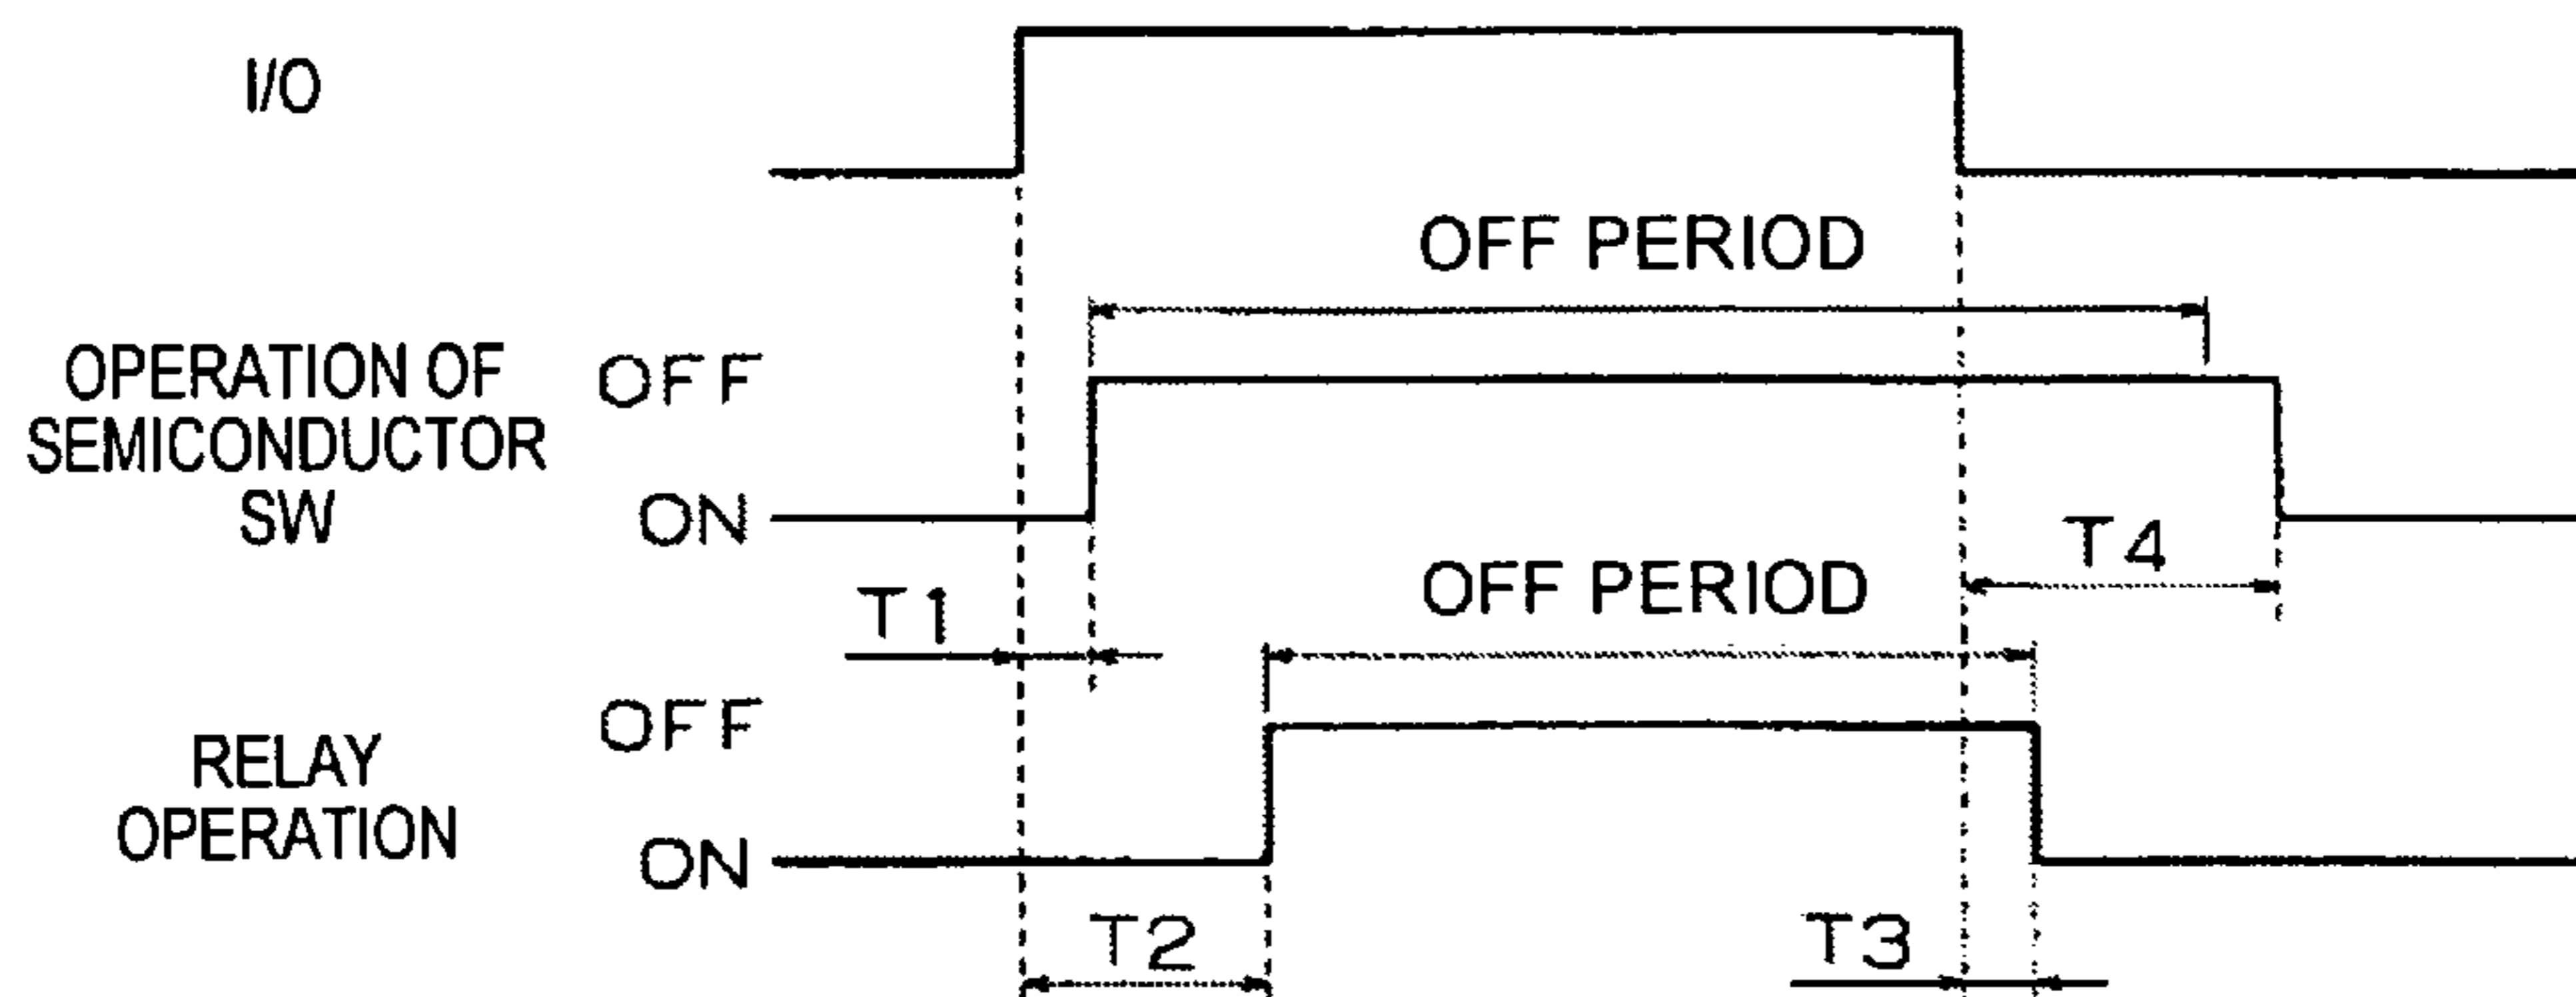 I/O
OFF PERIOD
OPERATION OF
SEMICONDUCTOR
SW
OFF
ON
T4
T1
OFF PERIOD
RELAY
OPERATION
OFF
ON
T2
T3